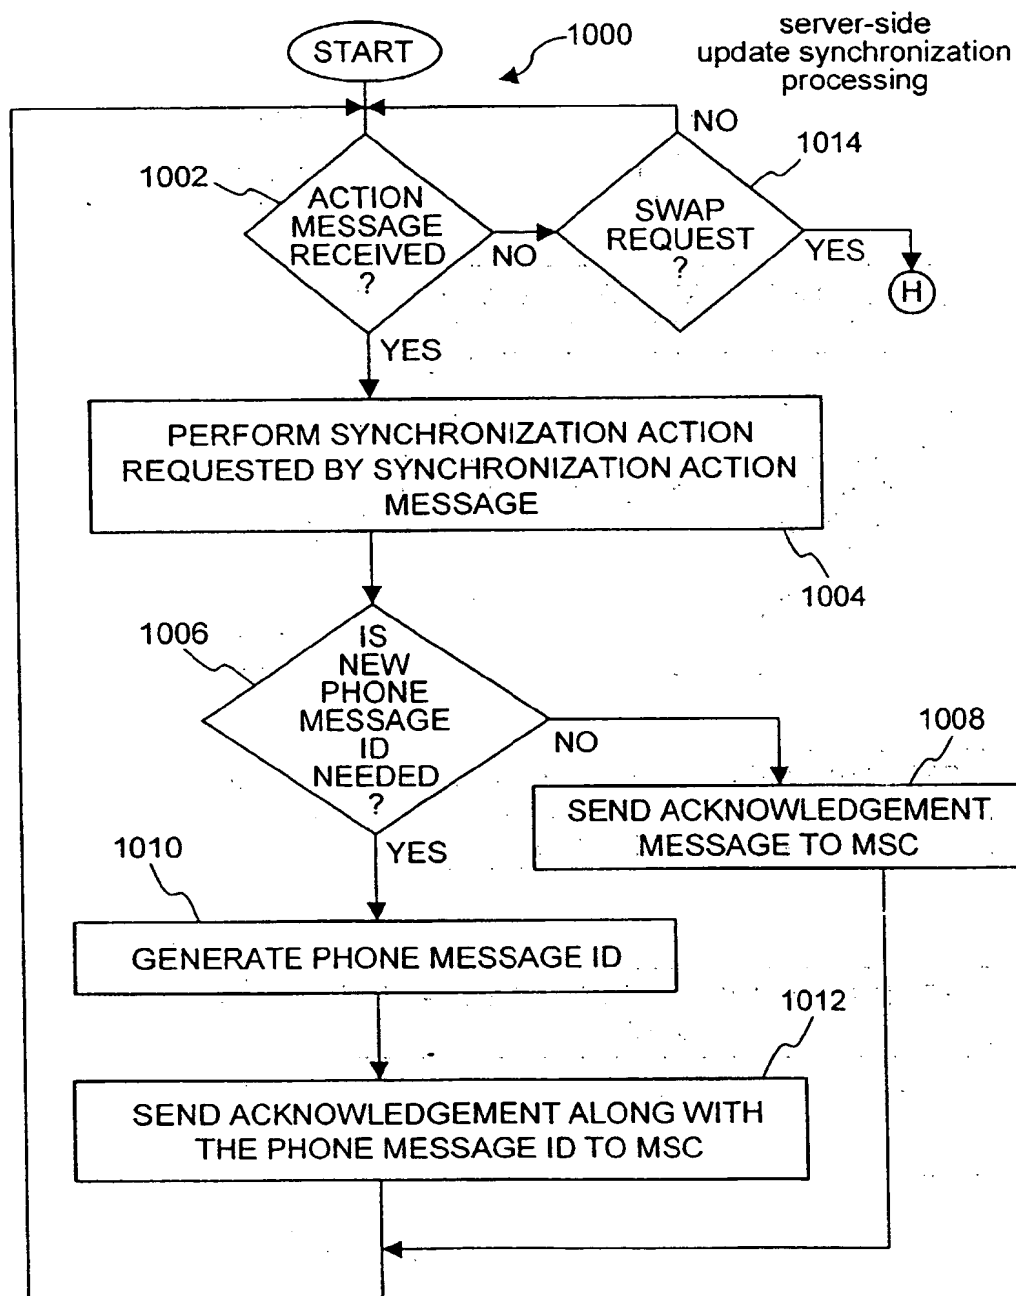 START
1000
server-side
update synchronization
processing
NO
1014
1002
ACTION
MESSAGE
RECEIVED
?
NO
SWAP
REQUEST
?
YES
H
YES
PERFORM SYNCHRONIZATION ACTION
REQUESTED BY SYNCHRONIZATION ACTION
MESSAGE
1004
1006
IS
NEW
PHONE
MESSAGE
ID
NEEDED
?
NO
1008
SEND ACKNOWLEDGEMENT
MESSAGE TO MSC
YES
1010
GENERATE PHONE MESSAGE ID
1012
SEND ACKNOWLEDGEMENT ALONG WITH
THE PHONE MESSAGE ID TO MSC